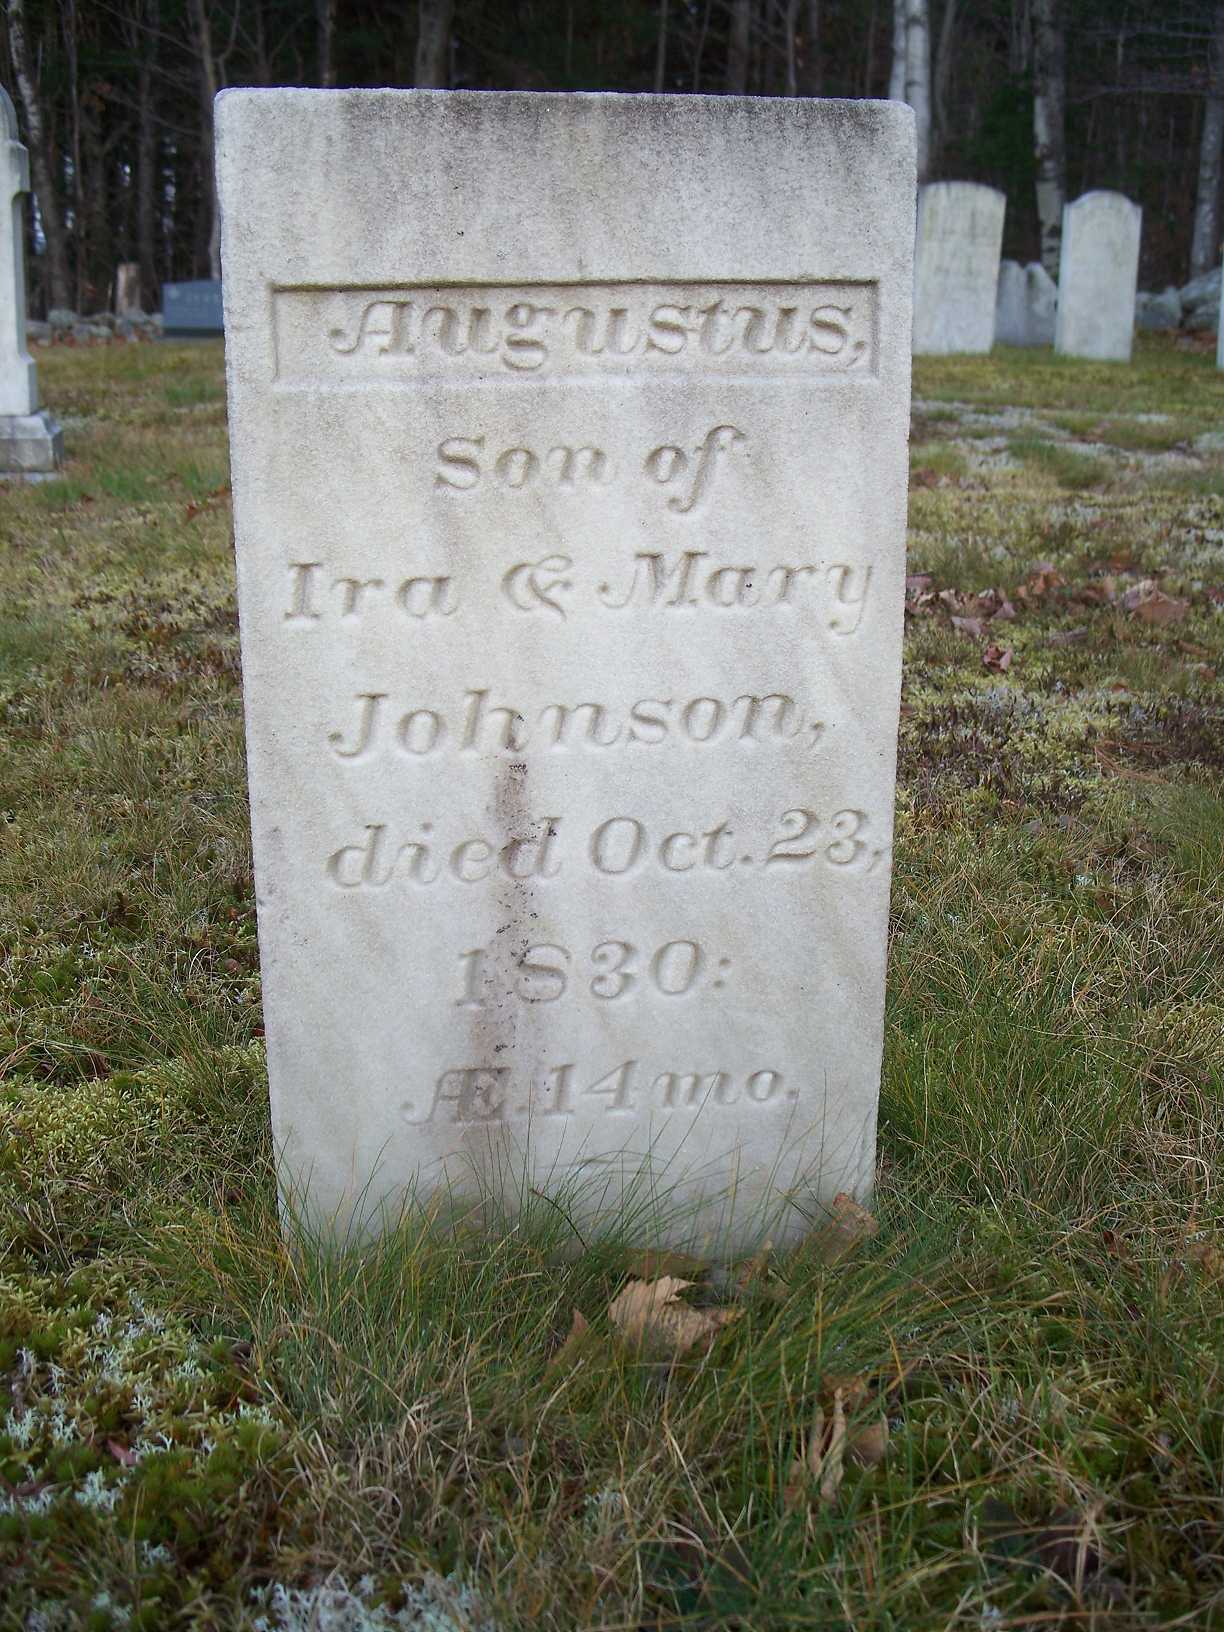 Augustus,
Son of
Ira & Mary
Johnson,
died Oct. 23,
1830:
Æ. 14 mo.